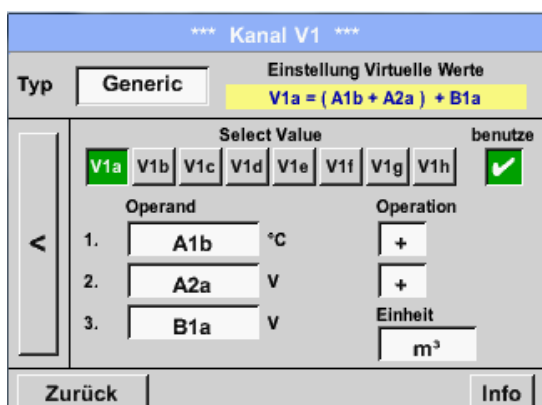 *** Kanal V1 ***
Typ Generic Einstellung Virtuelle Werte
V1a = ( A1b + A2a ) + B1a
Select Value benutze
V1a V1b V1c V1d V1e V1f V1g V1h
Operand Operation
< 1. A1b °C +
2. A2a V +
3. B1a V Einheit
m³
Zurück Info